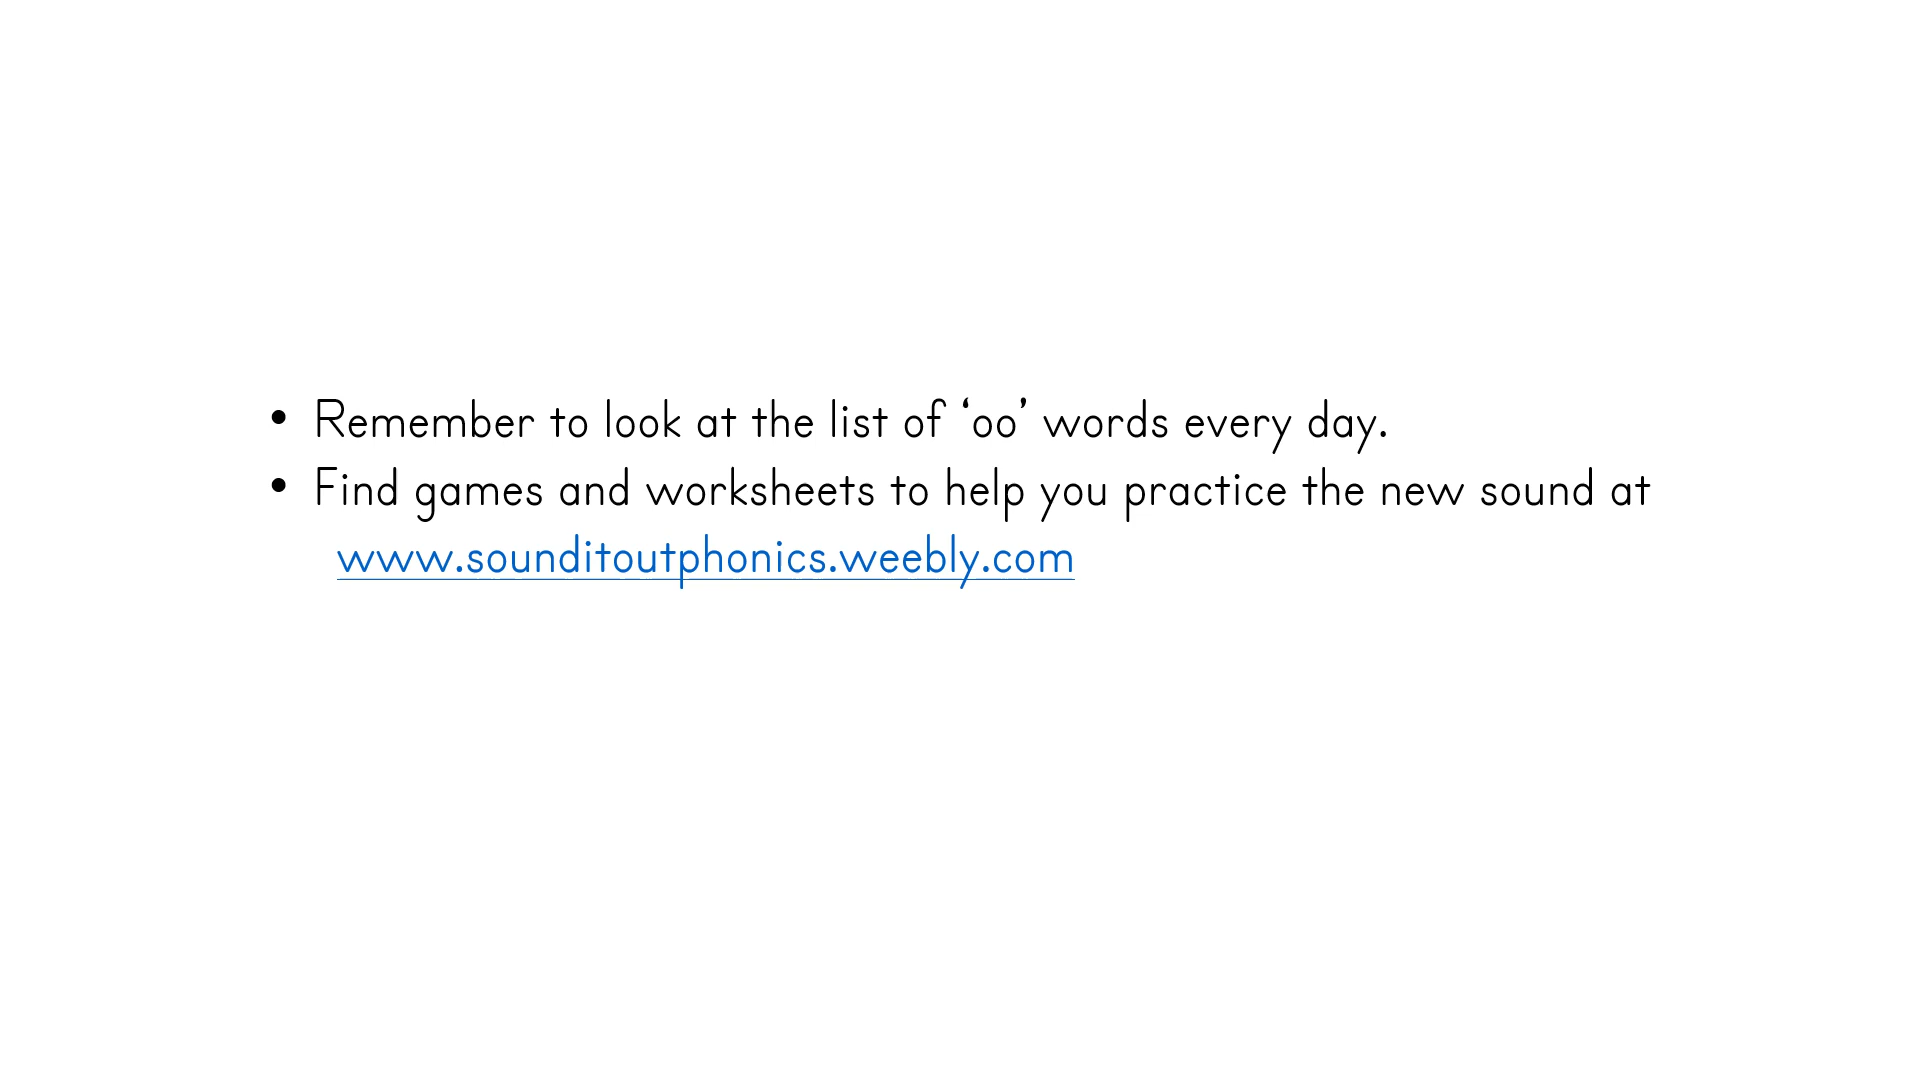 • Remember to look at the list of ‘oo’ words every day.
• Find games and worksheets to help you practice the new sound at
www.sounditoutphonics.weebly.com